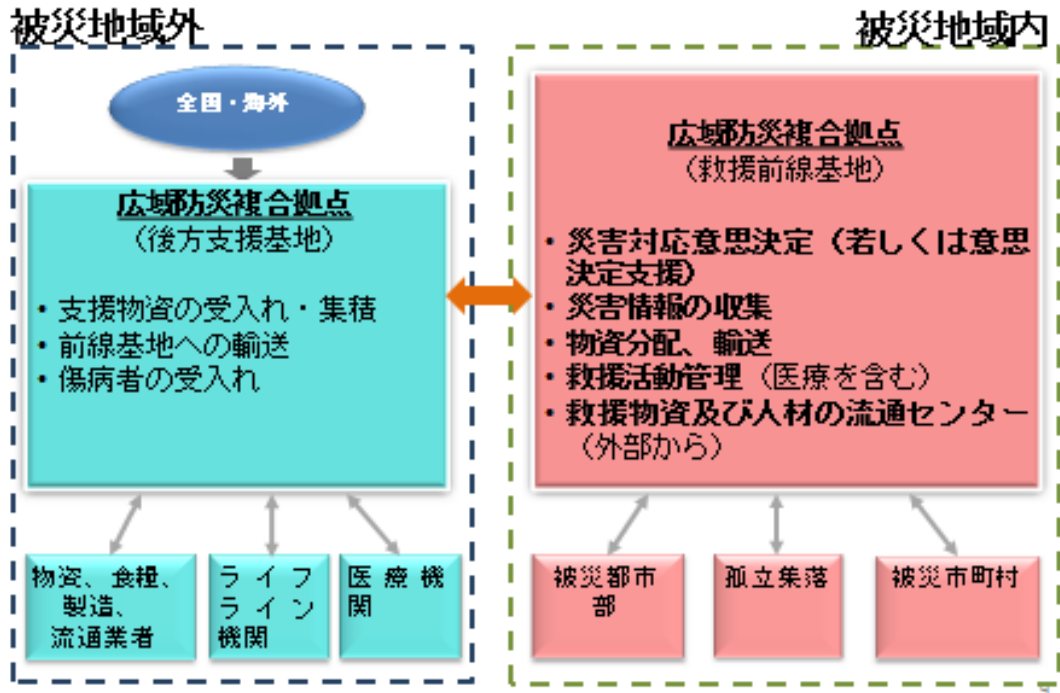 被災地域外
全国・海外
広域防災複合拠点
（後方支援基地）
・支援物資の受入れ・集積
・前線基地への輸送
・傷病者の受入れ
物資、食糧、
製造、
流通業者
ライフ
ライン
機関
医療機
関
被災地域内
広域防災複合拠点
（救援前線基地）
・災害対応意思決定（若しくは意思
決定支援）
・災害情報の収集
・物資分配、輸送
・救援活動管理（医療を含む）
・救援物資及び人材の流通センター
（外部から）
被災都市
部
孤立集落
被災市町村